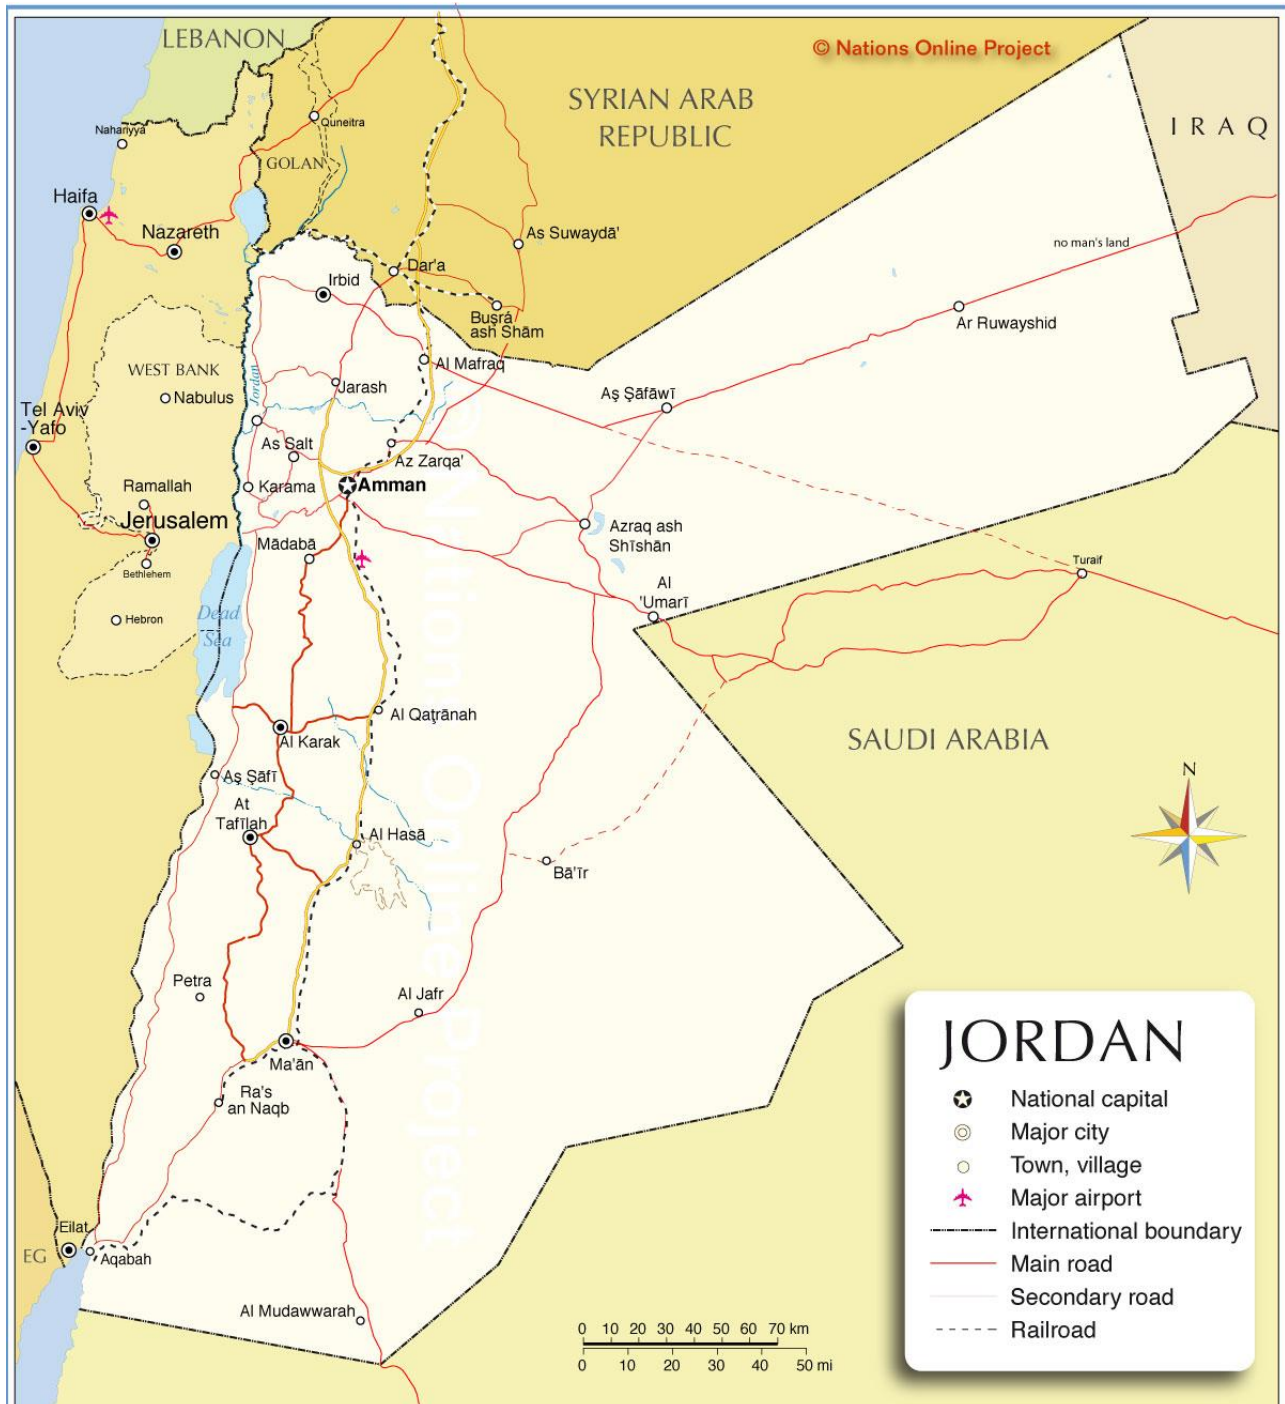 LEBANON
© Nations Online Project
SYRIAN ARAB
REPUBLIC
IRAQ
Nahariyya
Quneitra
GOLAN
Haifa
Nazareth
As Suwaydā'
no man's land
Dar'a
Irbid
Buşrá
ash Shām
Ar Ruwayshid
WEST BANK
Al Mafraq
Jordan
Jarash
Nabulus
Aş Şāfāwī
Tel Aviv
-Yafo
As Salt
Az Zarqa'
Ramallah
Karama
Amman
Jerusalem
Azraq ash
Shīshān
Mādabā
Bethlehem
Turaif
Al
'Umarī
Hebron
Dead
Sea
Al Qaţrānah
Al Karak
SAUDI ARABIA
Aş Şāfī
N
At
Tafīlah
Al Hasā
Bā'īr
Petra
Al Jafr
Ma'ān
Ra's
an Naqb
Eilat
EG
Aqabah
Al Mudawwarah
© Nations Online Project
JORDAN
National capital
Major city
Town, village
Major airport
International boundary
Main road
Secondary road
Railroad
0 10 20 30 40 50 60 70 km
0 10 20 30 40 50 mi